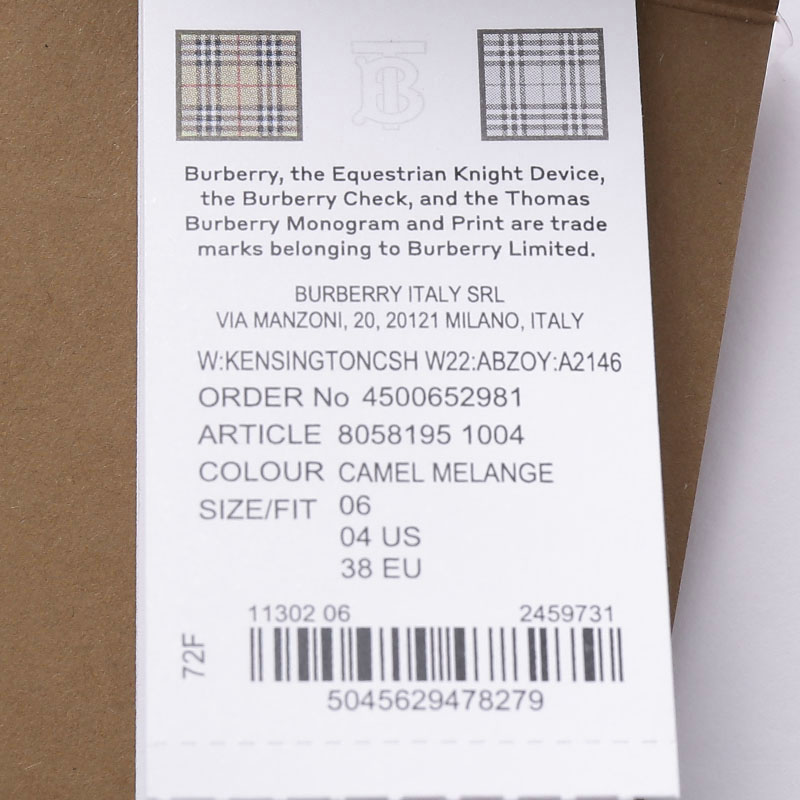 Burberry, the Equestrian Knight Device,
the Burberry Check, and the Thomas
Burberry Monogram and Print are trade
marks belonging to Burberry Limited.
BURBERRY ITALY SRL
VIA MANZONI, 20, 20121 MILANO, ITALY
W:KENSINGTONCSH W22:ABZOY:A2146
ORDER No 4500652981
ARTICLE 8058195 1004
COLOUR CAMEL MELANGE
SIZE/FIT 06
04 US
38 EU
11302 06 2459731
72F
5045629478279